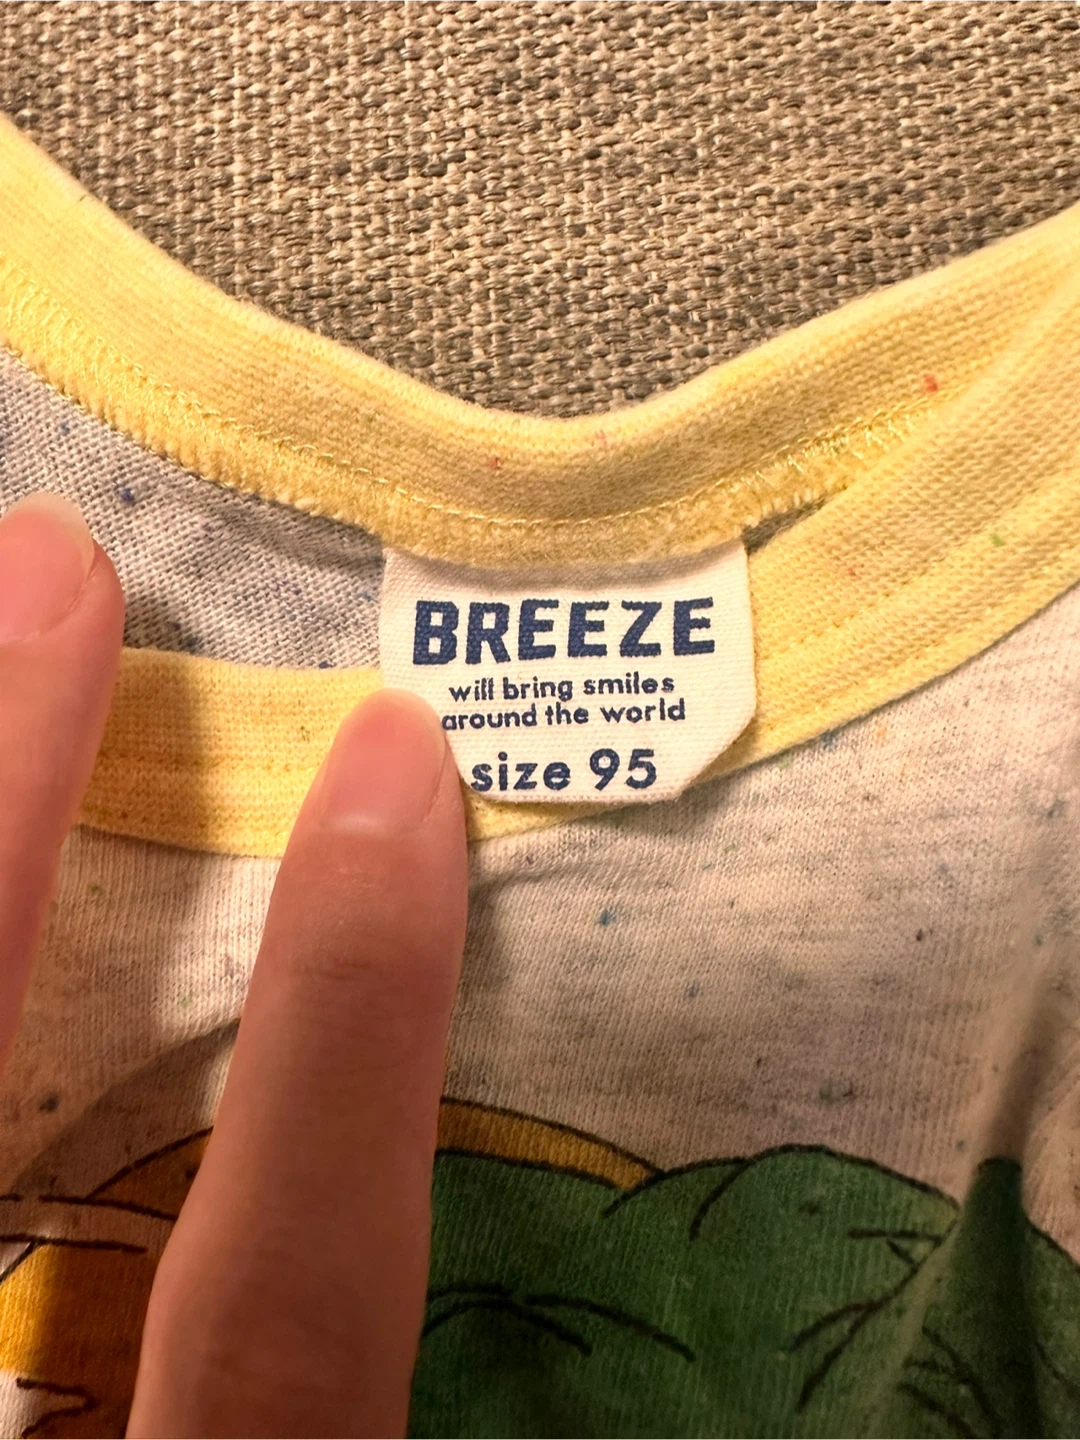 BREEZE
will bring smiles
around the world
size 95